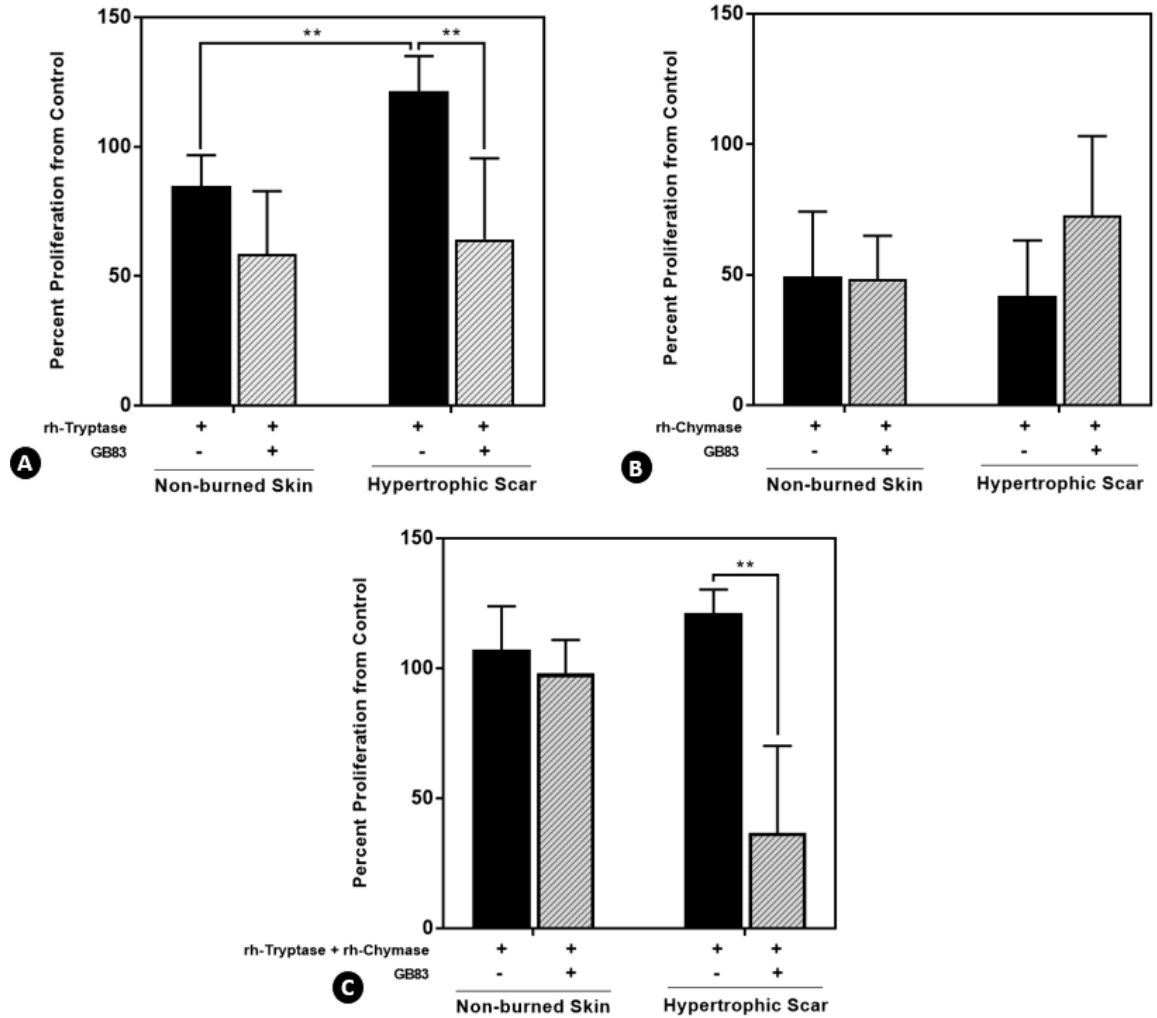 150
100
50
0
Percent Proliferation from Control
**
**
rh-Tryptase + + + +
GB83 - + - +
Non-burned Skin Hypertrophic Scar
A
150
100
50
0
Percent Proliferation from Control
rh-Chymase + + + +
GB83 - + - +
Non-burned Skin Hypertrophic Scar
B
150
100
50
0
Percent Proliferation from Control
**
rh-Tryptase + rh-Chymase + + + +
GB83 - + - +
Non-burned Skin Hypertrophic Scar
C